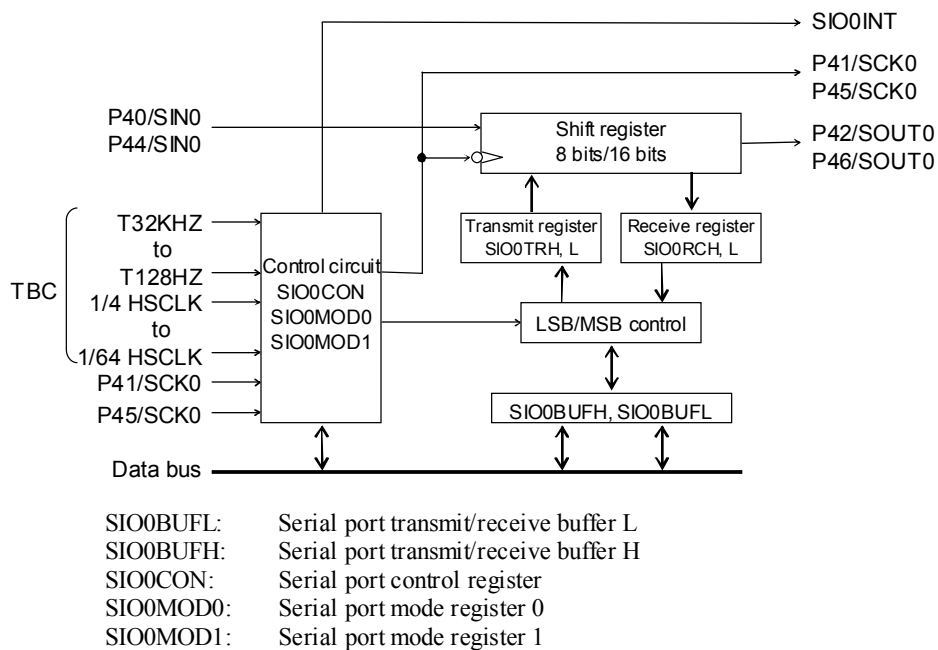 SIO0INT
P41/SCK0
P45/SCK0
P40/SIN0
P44/SIN0
Shift register
8 bits/16 bits
P42/SOUT0
P46/SOUT0
TBC
T32KHZ
to
T128HZ
1/4 HSCLK
to
1/64 HSCLK
P41/SCK0
P45/SCK0
Control circuit
SIO0CON
SIO0MOD0
SIO0MOD1
Transmit register
SIO0TRH, L
Receive register
SIO0RCH, L
LSB/MSB control
SIO0BUFH, SIO0BUFL
Data bus
SIO0BUFL: Serial port transmit/receive buffer L
SIO0BUFH: Serial port transmit/receive buffer H
SIO0CON: Serial port control register
SIO0MOD0: Serial port mode register 0
SIO0MOD1: Serial port mode register 1